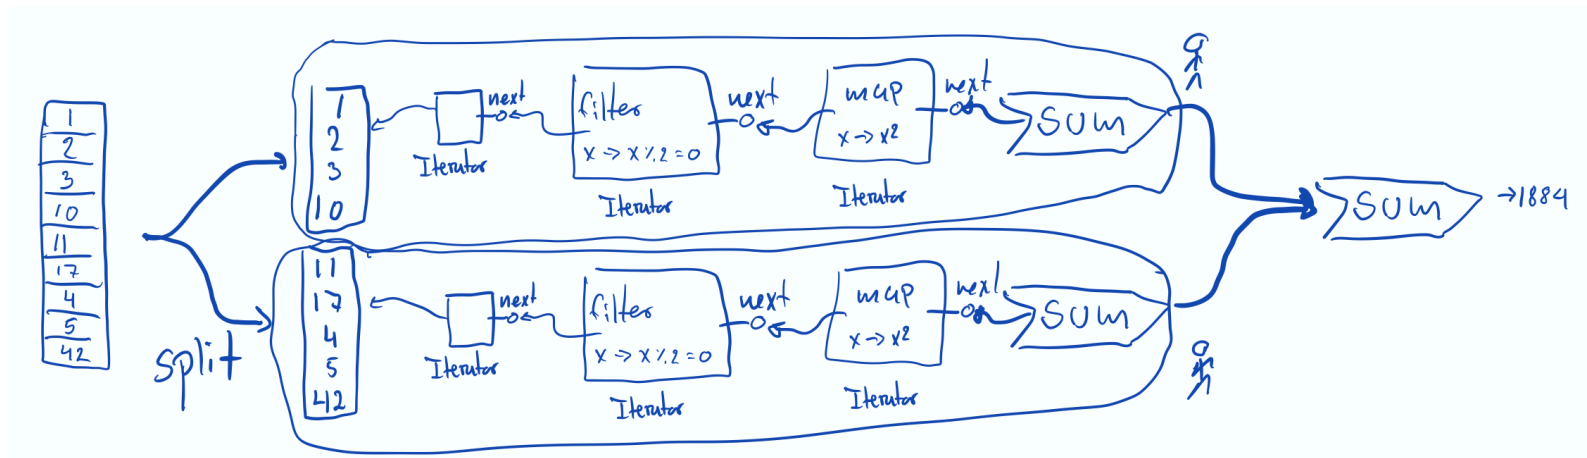 1
2
3
10
11
17
4
5
42
split
1
2
3
10
next
Iterator
filter
x → x % 2 = 0
Iterator
next
map
x → x²
Iterator
next
SUM
11
17
4
5
42
next
Iterator
filter
x → x % 2 = 0
Iterator
next
map
x → x²
Iterator
next
SUM
SUM
→1884